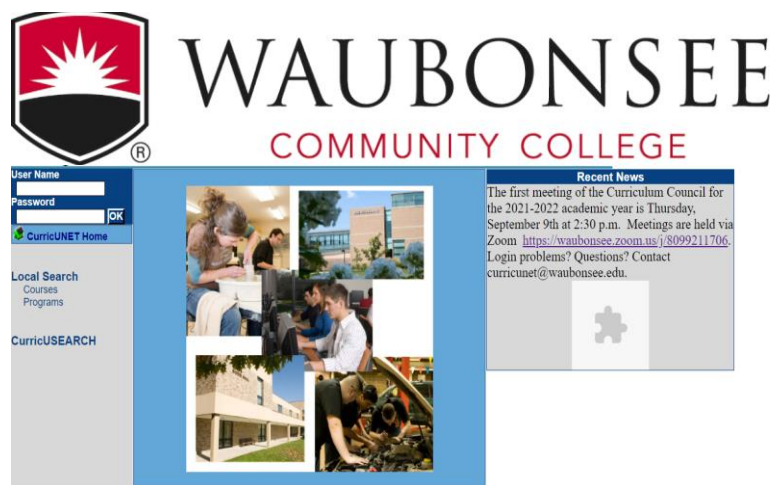 WAUBONSEE
®
COMMUNITY COLLEGE
User Name
Password
OK
CurricUNET Home
Local Search
Courses
Programs
CurricUSEARCH
Recent News
The first meeting of the Curriculum Council for
the 2021-2022 academic year is Thursday,
September 9th at 2:30 p.m. Meetings are held via
Zoom https://waubonsee.zoom.us/j/8099211706.
Login problems? Questions? Contact
curricunet@waubonsee.edu.